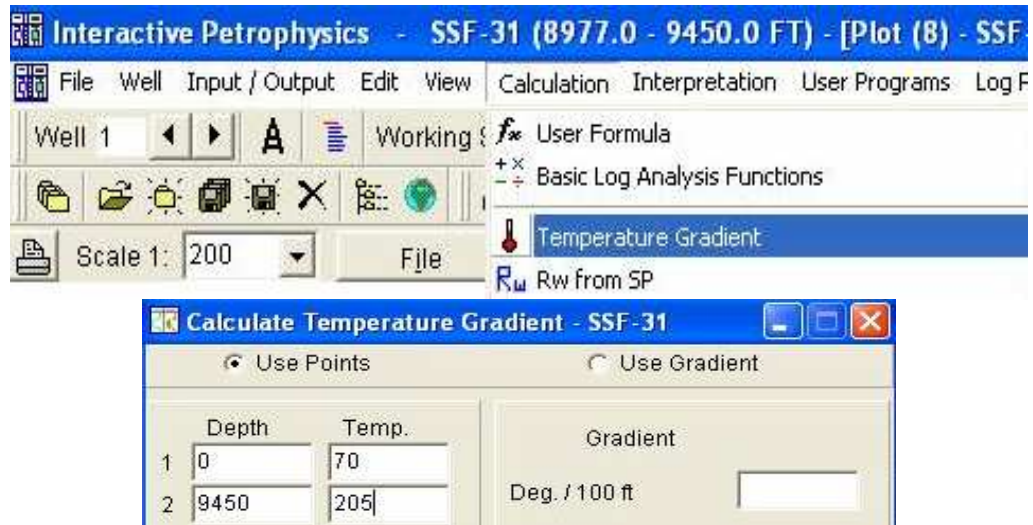 Interactive Petrophysics - SSF-31 (8977.0 - 9450.0 FT) - [Plot (8) - SSF-
File Well Input / Output Edit View Calculation Interpretation User Programs Log
Well 1 A Working
fx User Formula
Basic Log Analysis Functions
Temperature Gradient
Scale 1: 200 File
Rw Rw from SP
Calculate Temperature Gradient - SSF-31
Use Points Use Gradient
Depth Temp.
Gradient
1 0 70
Deg. / 100 ft
2 9450 205